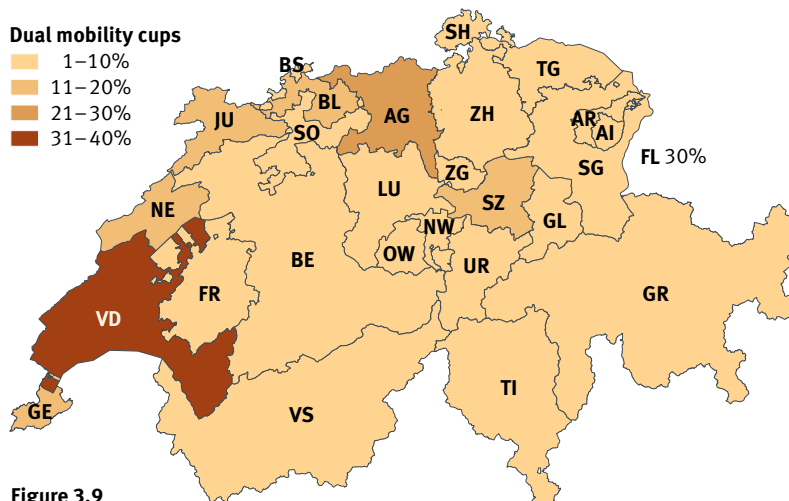 Dual mobility cups
1–10%
11–20%
21–30%
31–40%
SH
BS
TG
BL
JU
AG
ZH
AR
SO
AI
ZG
SG
FL 30%
LU
NE
SZ
GL
NW
OW
BE
UR
FR
GR
VD
TI
GE
VS
Figure 3.9